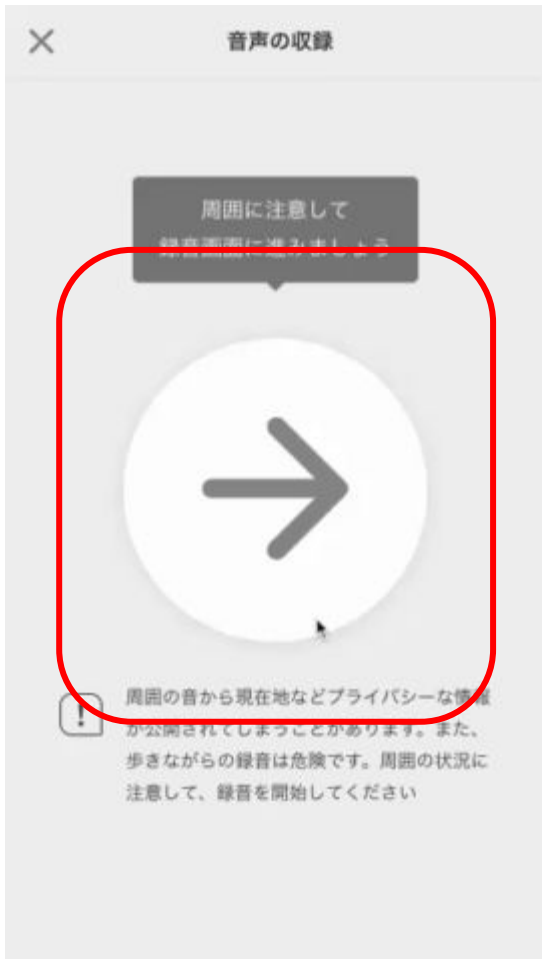 音声の収録
周囲に注意して
録音画面に進みましょう
周囲の音から現在地などプライバシーな情報
が公開されてしまうことがあります。また、
歩きながらの録音は危険です。周囲の状況に
注意して、録音を開始してください